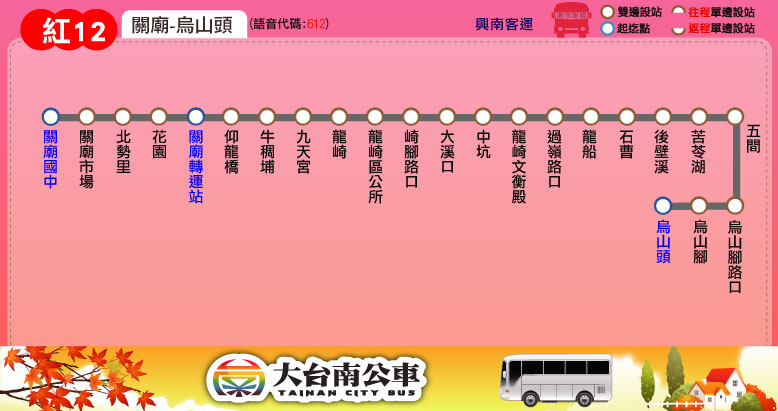 紅12
關廟-烏山頭
(語音代碼:612)
興南客運
雙邊設站
往程單邊設站
起迄點
返程單邊設站
關廟國中
關廟市場
北勢里
花園
關廟轉運站
仰龍橋
牛稠埔
九天宮
龍崎
龍崎區公所
崎腳路口
大溪口
中坑
龍崎文衡殿
過嶺路口
龍船
石曹
後壁溪
苦苓湖
五間
烏山腳路口
烏山腳
烏山頭
大台南公車
TAINAN CITY BUS